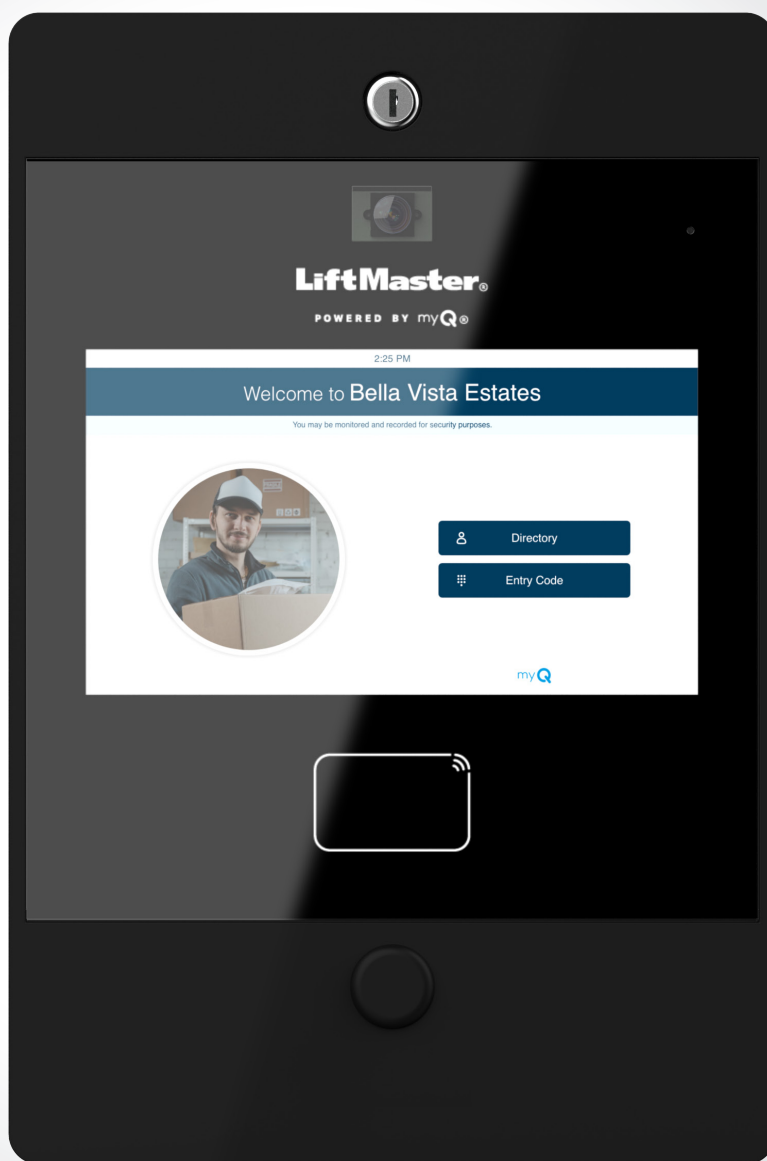 LiftMaster®
POWERED BY myQ®
2:25 PM
Welcome to Bella Vista Estates
You may be monitored and recorded for security purposes.
Directory
Entry Code
myQ